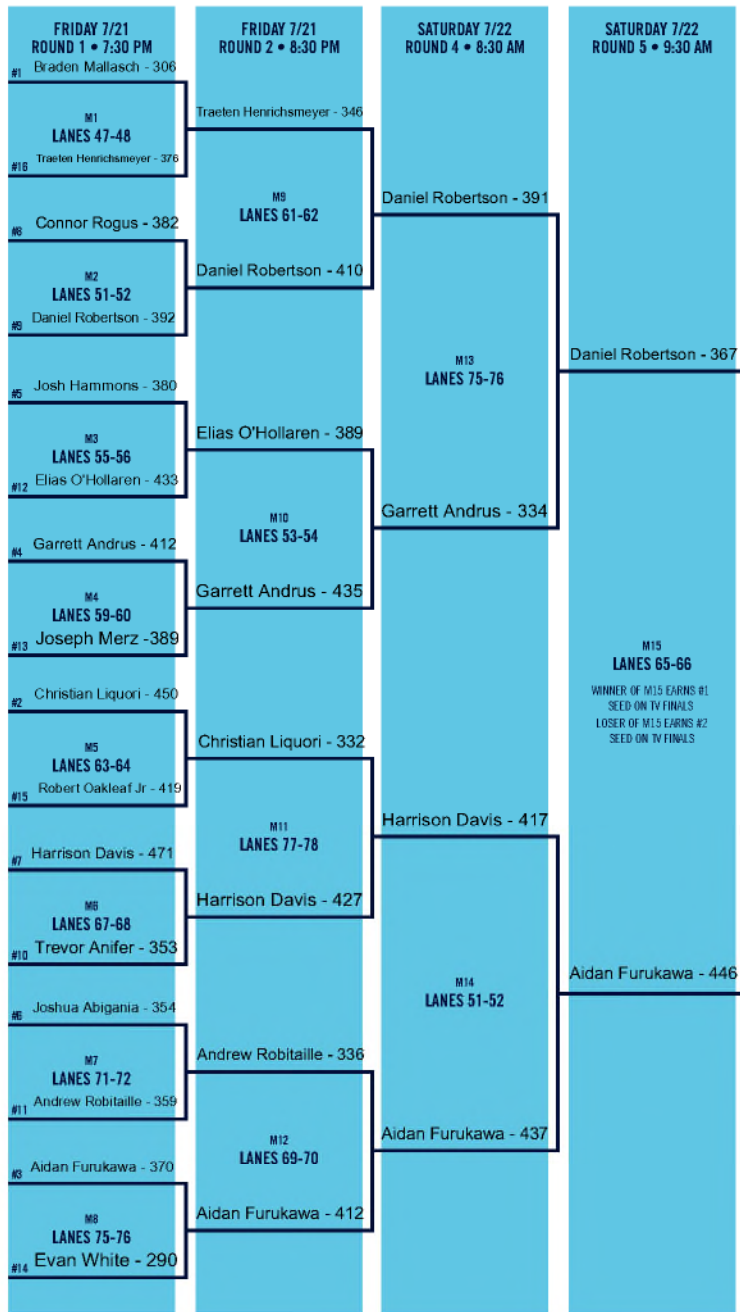 FRIDAY 7/21
ROUND 1 • 7:30 PM
#1 Braden Mallasch - 306
M1
LANES 47-48
#16 Traeten Henrichsmeyer - 376
#8 Connor Rogus - 382
M2
LANES 51-52
#9 Daniel Robertson - 392
#5 Josh Hammons - 380
M3
LANES 55-56
#12 Elias O'Hollaren - 433
#4 Garrett Andrus - 412
M4
LANES 59-60
#13 Joseph Merz -389
#2 Christian Liquori - 450
M5
LANES 63-64
#15 Robert Oakleaf Jr - 419
#7 Harrison Davis - 471
M6
LANES 67-68
#10 Trevor Anifer - 353
#6 Joshua Abigania - 354
M7
LANES 71-72
#11 Andrew Robitaille - 359
#3 Aidan Furukawa - 370
M8
LANES 75-76
#14 Evan White - 290
FRIDAY 7/21
ROUND 2 • 8:30 PM
Traeten Henrichsmeyer - 346
M9
LANES 61-62
Daniel Robertson - 410
Elias O'Hollaren - 389
M10
LANES 53-54
Garrett Andrus - 435
Christian Liquori - 332
M11
LANES 77-78
Harrison Davis - 427
Andrew Robitaille - 336
M12
LANES 69-70
Aidan Furukawa - 412
SATURDAY 7/22
ROUND 4 • 8:30 AM
Daniel Robertson - 391
M13
LANES 75-76
Garrett Andrus - 334
Harrison Davis - 417
M14
LANES 51-52
Aidan Furukawa - 437
SATURDAY 7/22
ROUND 5 • 9:30 AM
Daniel Robertson - 367
M15
LANES 65-66
WINNER OF M15 EARNS #1
SEED ON TV FINALS
LOSER OF M15 EARNS #2
SEED ON TV FINALS
Aidan Furukawa - 446